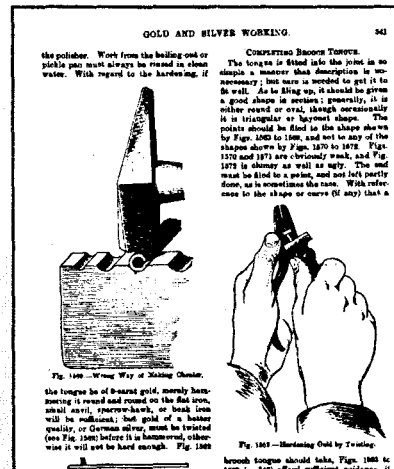 GOLD AND SILVER WORKING.
341
the polisher. Work from the boiling-out or
pickle pan must always be rinsed in clean
water. With regard to the hardening, if
Fig. 1566.—Wrong Way of Making Chenier.
the tongue be of 9-carat gold, merely ham-
mering it round and round on the flat iron,
small anvil, sparrow-hawk, or beak iron
will be sufficient; but gold of a better
quality, or German silver, must be twisted
(see Fig. 1562) before it is hammered, other-
wise it will not be hard enough. Fig.
COMPLETING BROOCH TONGUE.
The tongue is fitted into the joint in so
simple a manner that description is un-
necessary; but care is needed to get it to
fit well. As to filing up, it should be given
a good shape in section; generally, it is
either round or oval, though occasionally
it is triangular or bayonet shape. The
points should be filed to the shape shown
by Figs. 1563 to 1569, and not to any of the
shapes shown by Figs. 1570 to 1572. Figs.
1570 and 1571 are obviously weak, and Fig.
1572 is clumsy as well as ugly. The end
must be filed to a point, and not left partly
done, as is sometimes the case. With refer-
ence to the shape or curve (if any) that a
Fig. 1562.—Hardening Gold by Twisting.
brooch tongue should take, Figs. 1563 to